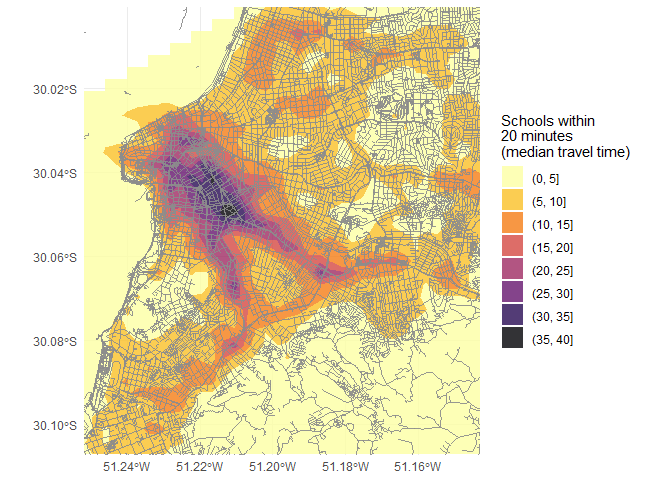 30.02°S
30.04°S
30.06°S
30.08°S
30.10°S
51.24°W 51.22°W 51.20°W 51.18°W 51.16°W
Schools within
20 minutes
(median travel time)
(0, 5]
(5, 10]
(10, 15]
(15, 20]
(20, 25]
(25, 30]
(30, 35]
(35, 40]